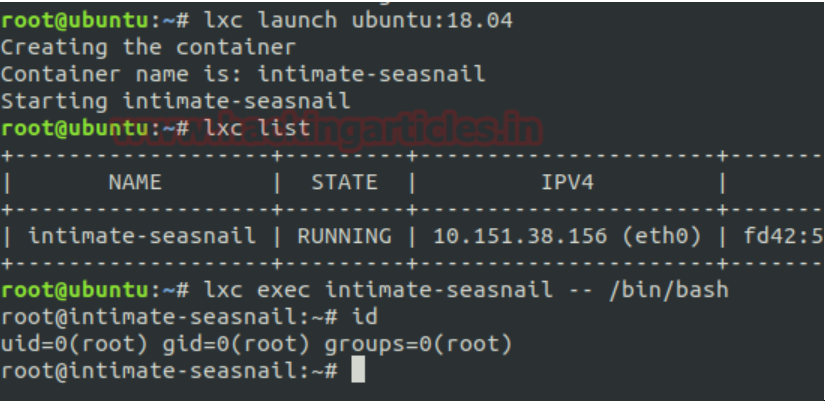 root@ubuntu:~# lxc launch ubuntu:18.04
Creating the container
Container name is: intimate-seasnail
Starting intimate-seasnail
root@ubuntu:~# lxc list
www.hackingarticles.in
+-------------------+---------+----------------------+-------
| NAME | STATE | IPV4 |
+-------------------+---------+----------------------+-------
| intimate-seasnail | RUNNING | 10.151.38.156 (eth0) | fd42:5
+-------------------+---------+----------------------+-------
root@ubuntu:~# lxc exec intimate-seasnail -- /bin/bash
root@intimate-seasnail:~# id
uid=0(root) gid=0(root) groups=0(root)
root@intimate-seasnail:~#